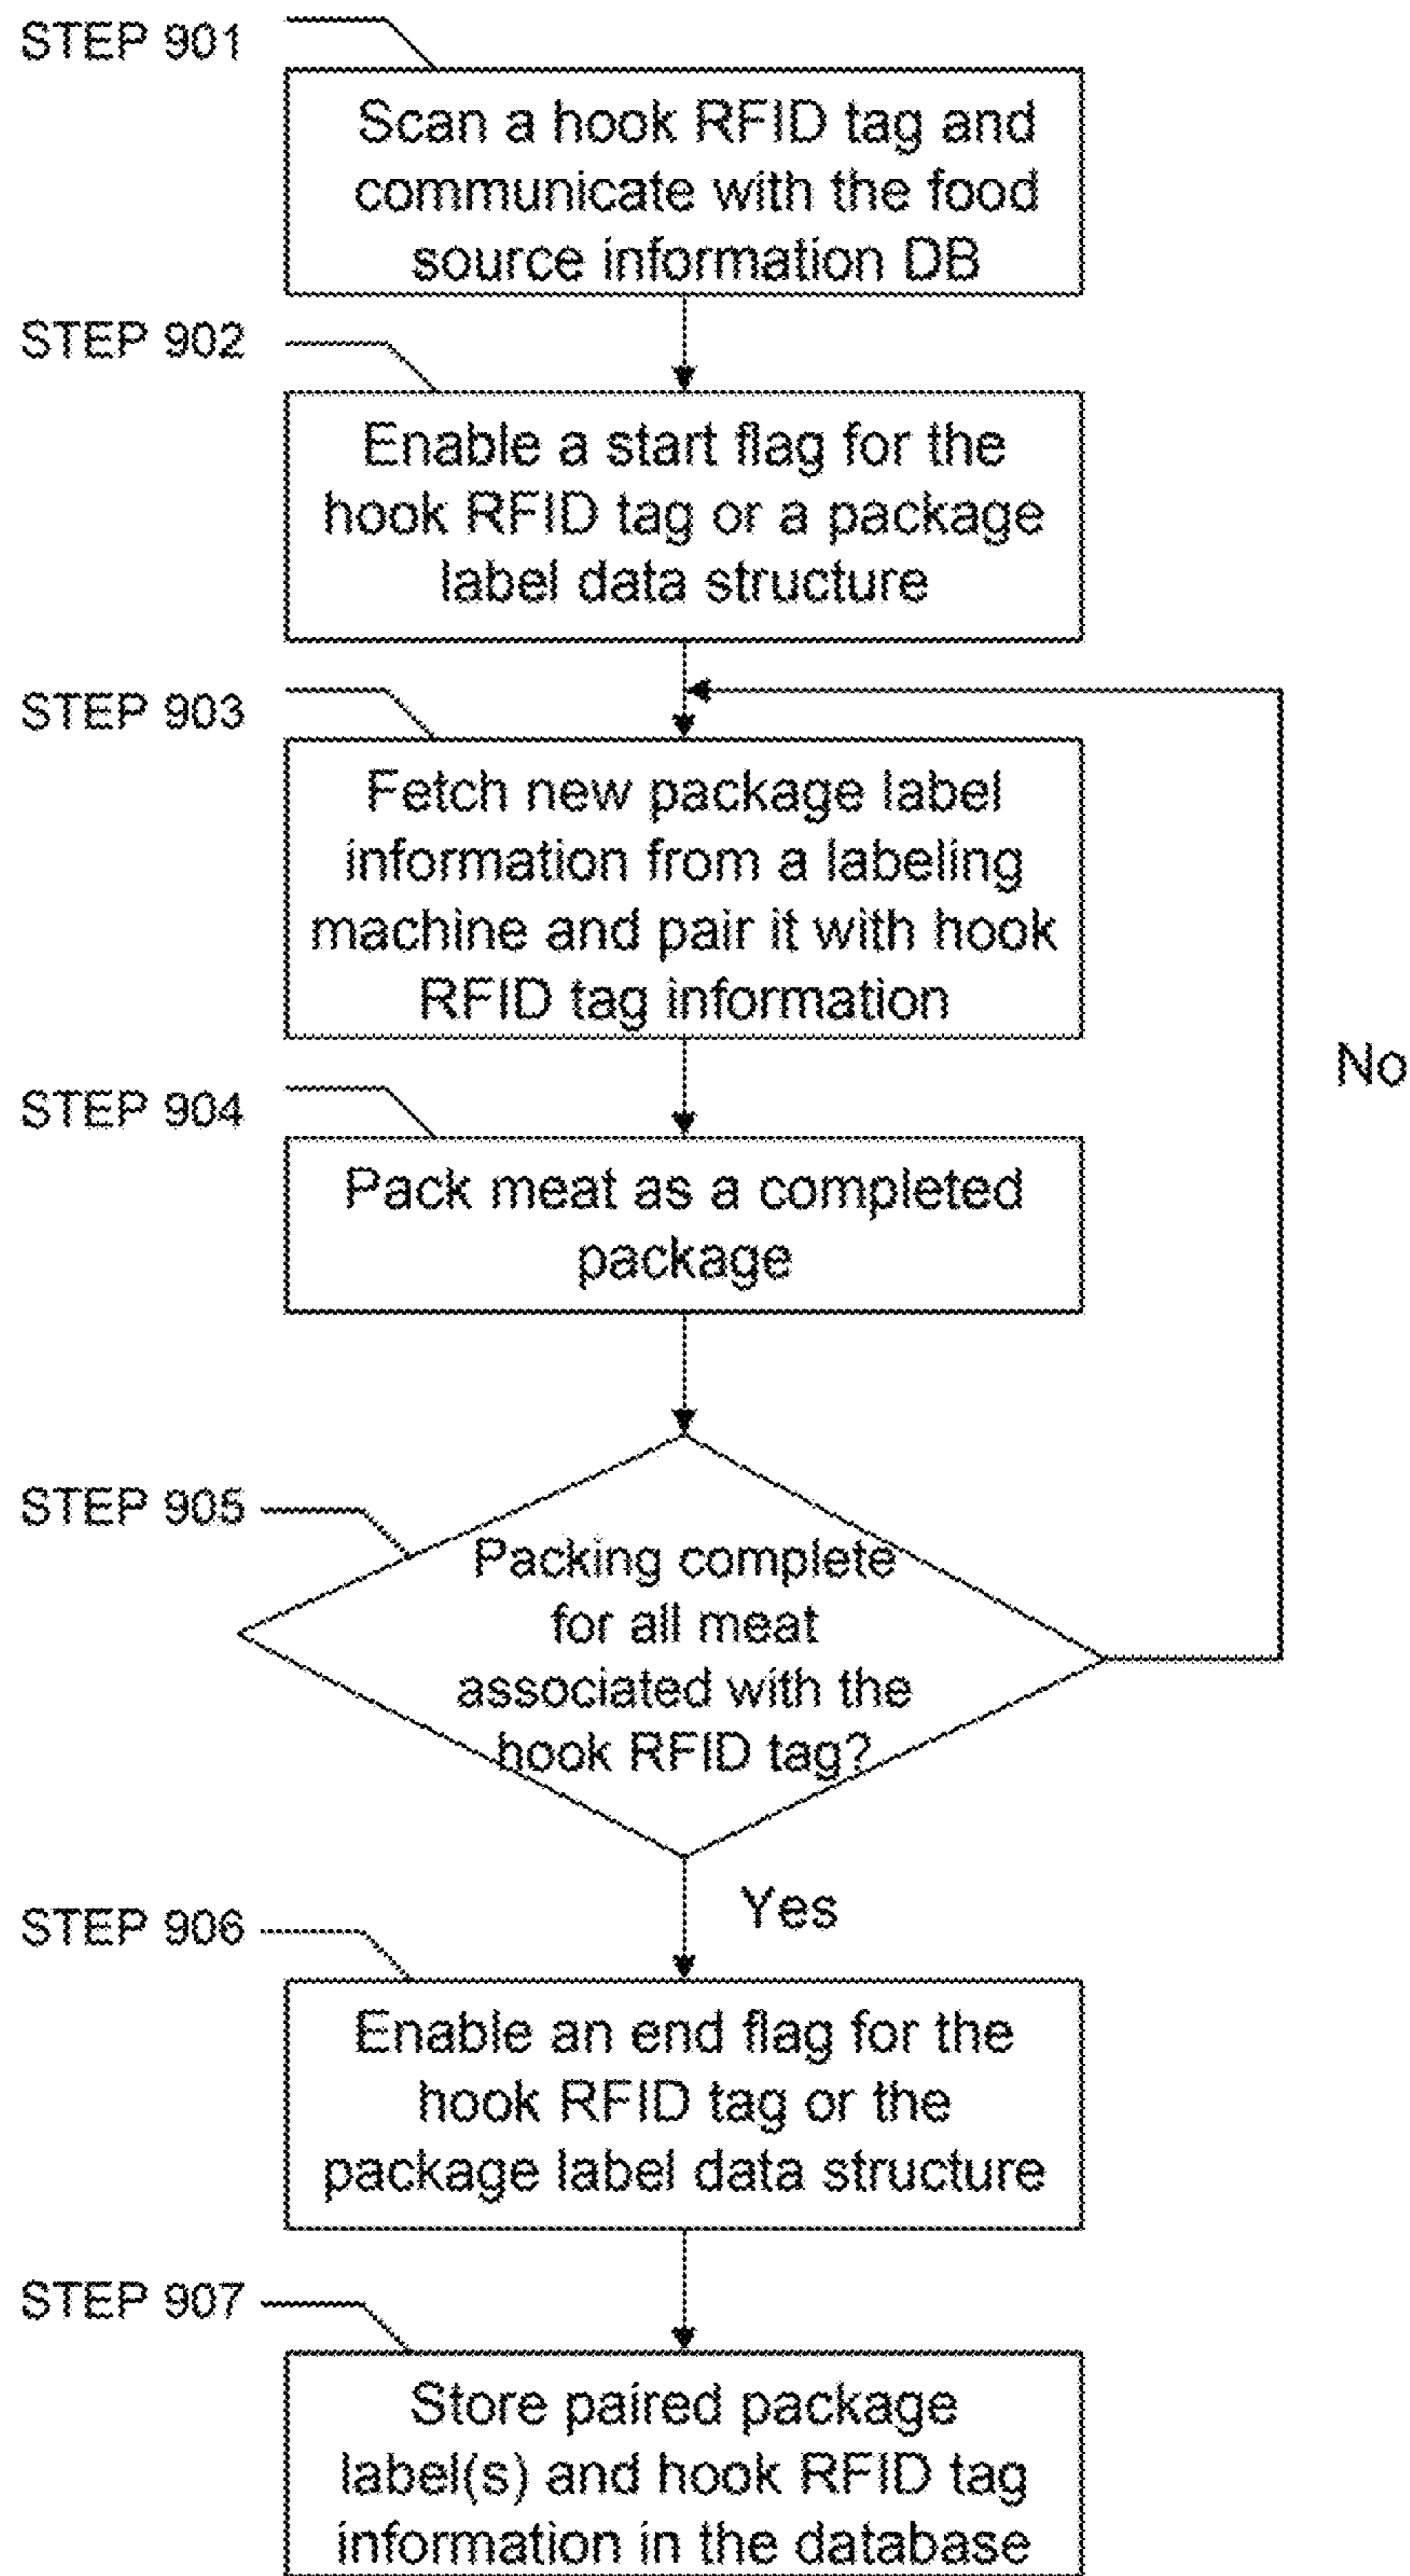 STEP 901
Scan a hook RFID tag and
communicate with the food
source information DB
STEP 902
Enable a start flag for the
hook RFID tag or a package
label data structure
STEP 903
Fetch new package label
information from a labeling
machine and pair it with hook
RFID tag information
No
STEP 904
Pack meat as a completed
package
STEP 905
Packing complete
for all meat
associated with the
hook RFID tag?
Yes
STEP 906
Enable an end flag for the
hook RFID tag or the
package label data structure
STEP 907
Store paired package
label(s) and hook RFID tag
information in the database